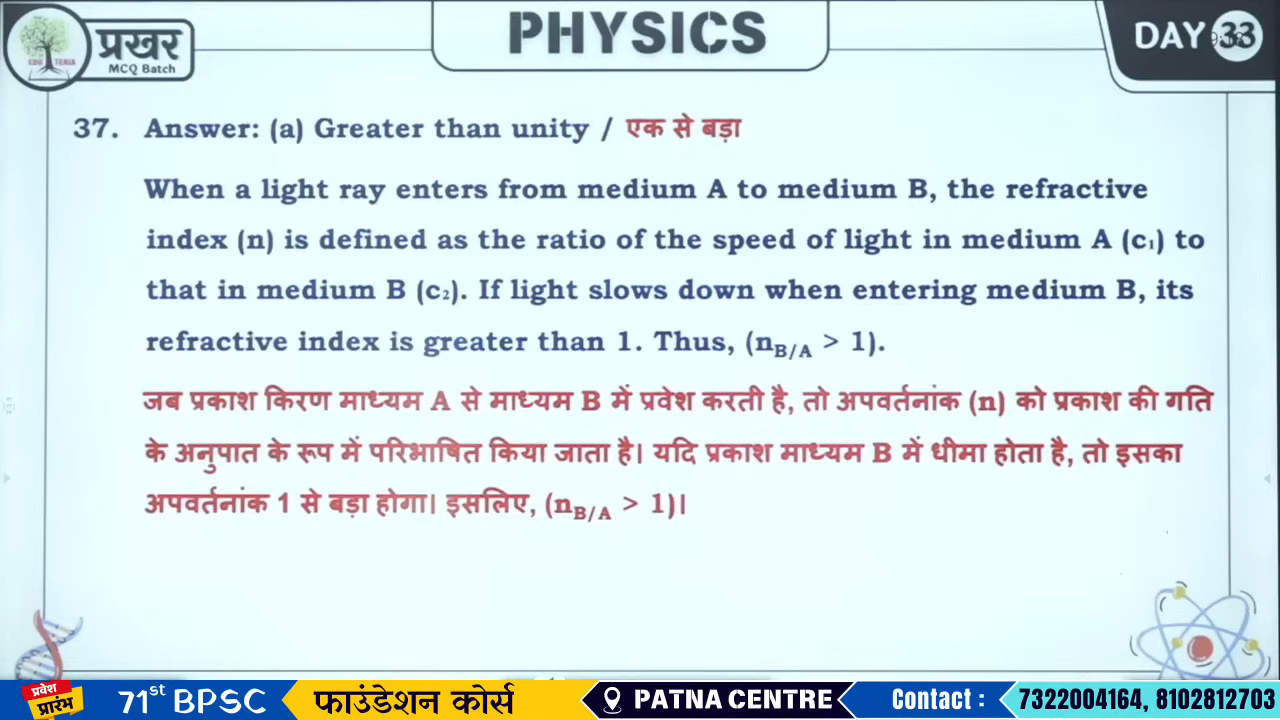 प्रखर
EDU TERIA
MCQ Batch
PHYSICS
DAY 33
37. Answer: (a) Greater than unity / एक से बड़ा
When a light ray enters from medium A to medium B, the refractive
index (n) is defined as the ratio of the speed of light in medium A (c₁) to
that in medium B (c₂). If light slows down when entering medium B, its
refractive index is greater than 1. Thus, (n_B/A > 1).
जब प्रकाश किरण माध्यम A से माध्यम B में प्रवेश करती है, तो अपवर्तनांक (n) को प्रकाश की गति
के अनुपात के रूप में परिभाषित किया जाता है। यदि प्रकाश माध्यम B में धीमा होता है, तो इसका
अपवर्तनांक 1 से बड़ा होगा। इसलिए, (n_B/A > 1)।
प्रवेश
प्रारंभ
71st BPSC
फाउंडेशन कोर्स
PATNA CENTRE
Contact :
7322004164, 8102812703